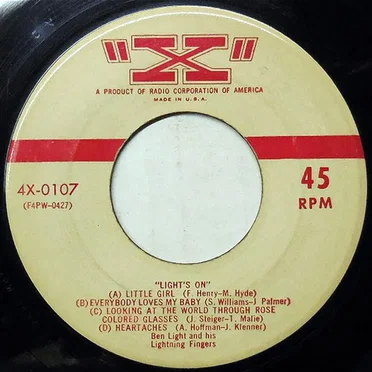 "X"
A PRODUCT OF RADIO CORPORATION OF AMERICA
MADE IN U.S.A.
4X-0107
(F4PW-0427)
45
RPM
"LIGHT'S ON"
(A) LITTLE GIRL (F. Henry—M. Hyde)
(B) EVERYBODY LOVES MY BABY (S. Williams—J. Palmer)
(C) LOOKING AT THE WORLD THROUGH ROSE
COLORED GLASSES (J. Steiger—T. Malie)
(D) HEARTACHES (A. Hoffman—J. Klenner)
Ben Light and his
Lightning Fingers